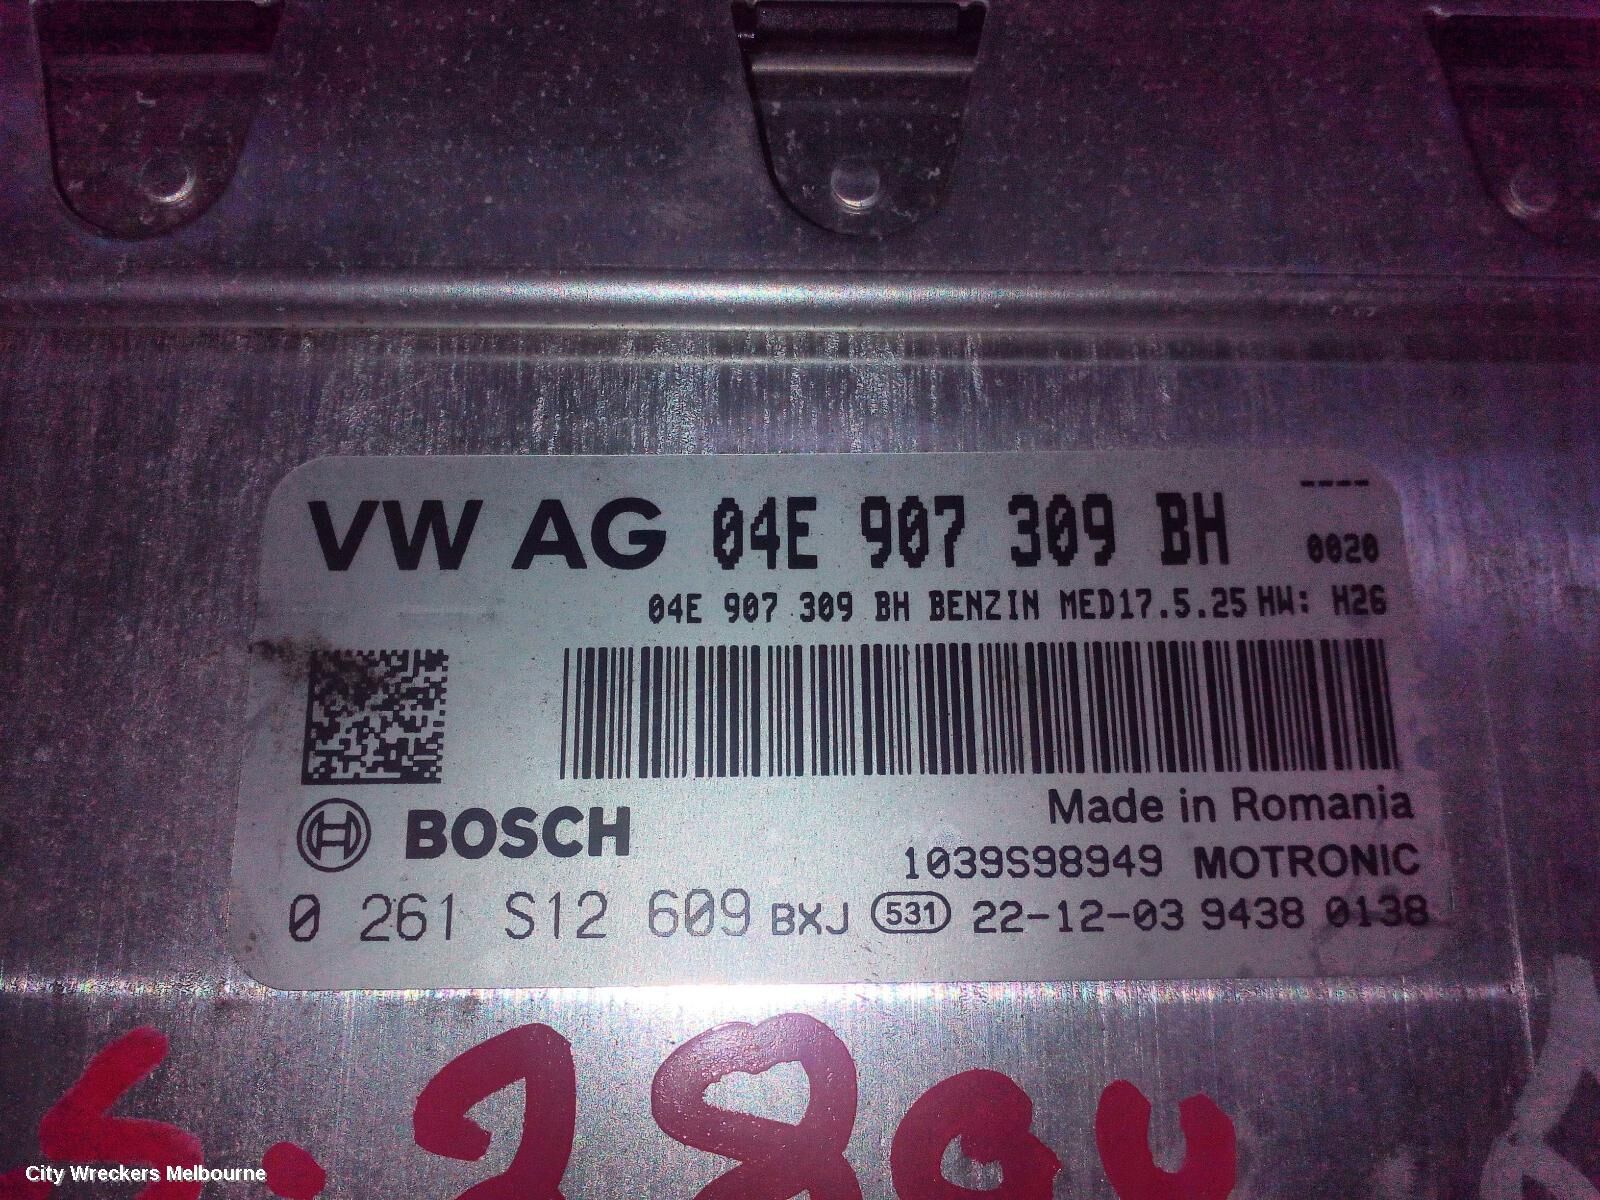 VW AG 04E 907 309 BH ----
0020
04E 907 309 BH BENZIN MED17.5.25 HW: H26
Made in Romania
BOSCH
1039S98949 MOTRONIC
0 261 S12 609 BXJ 531 22-12-03 9438 0138
City Wreckers Melbourne